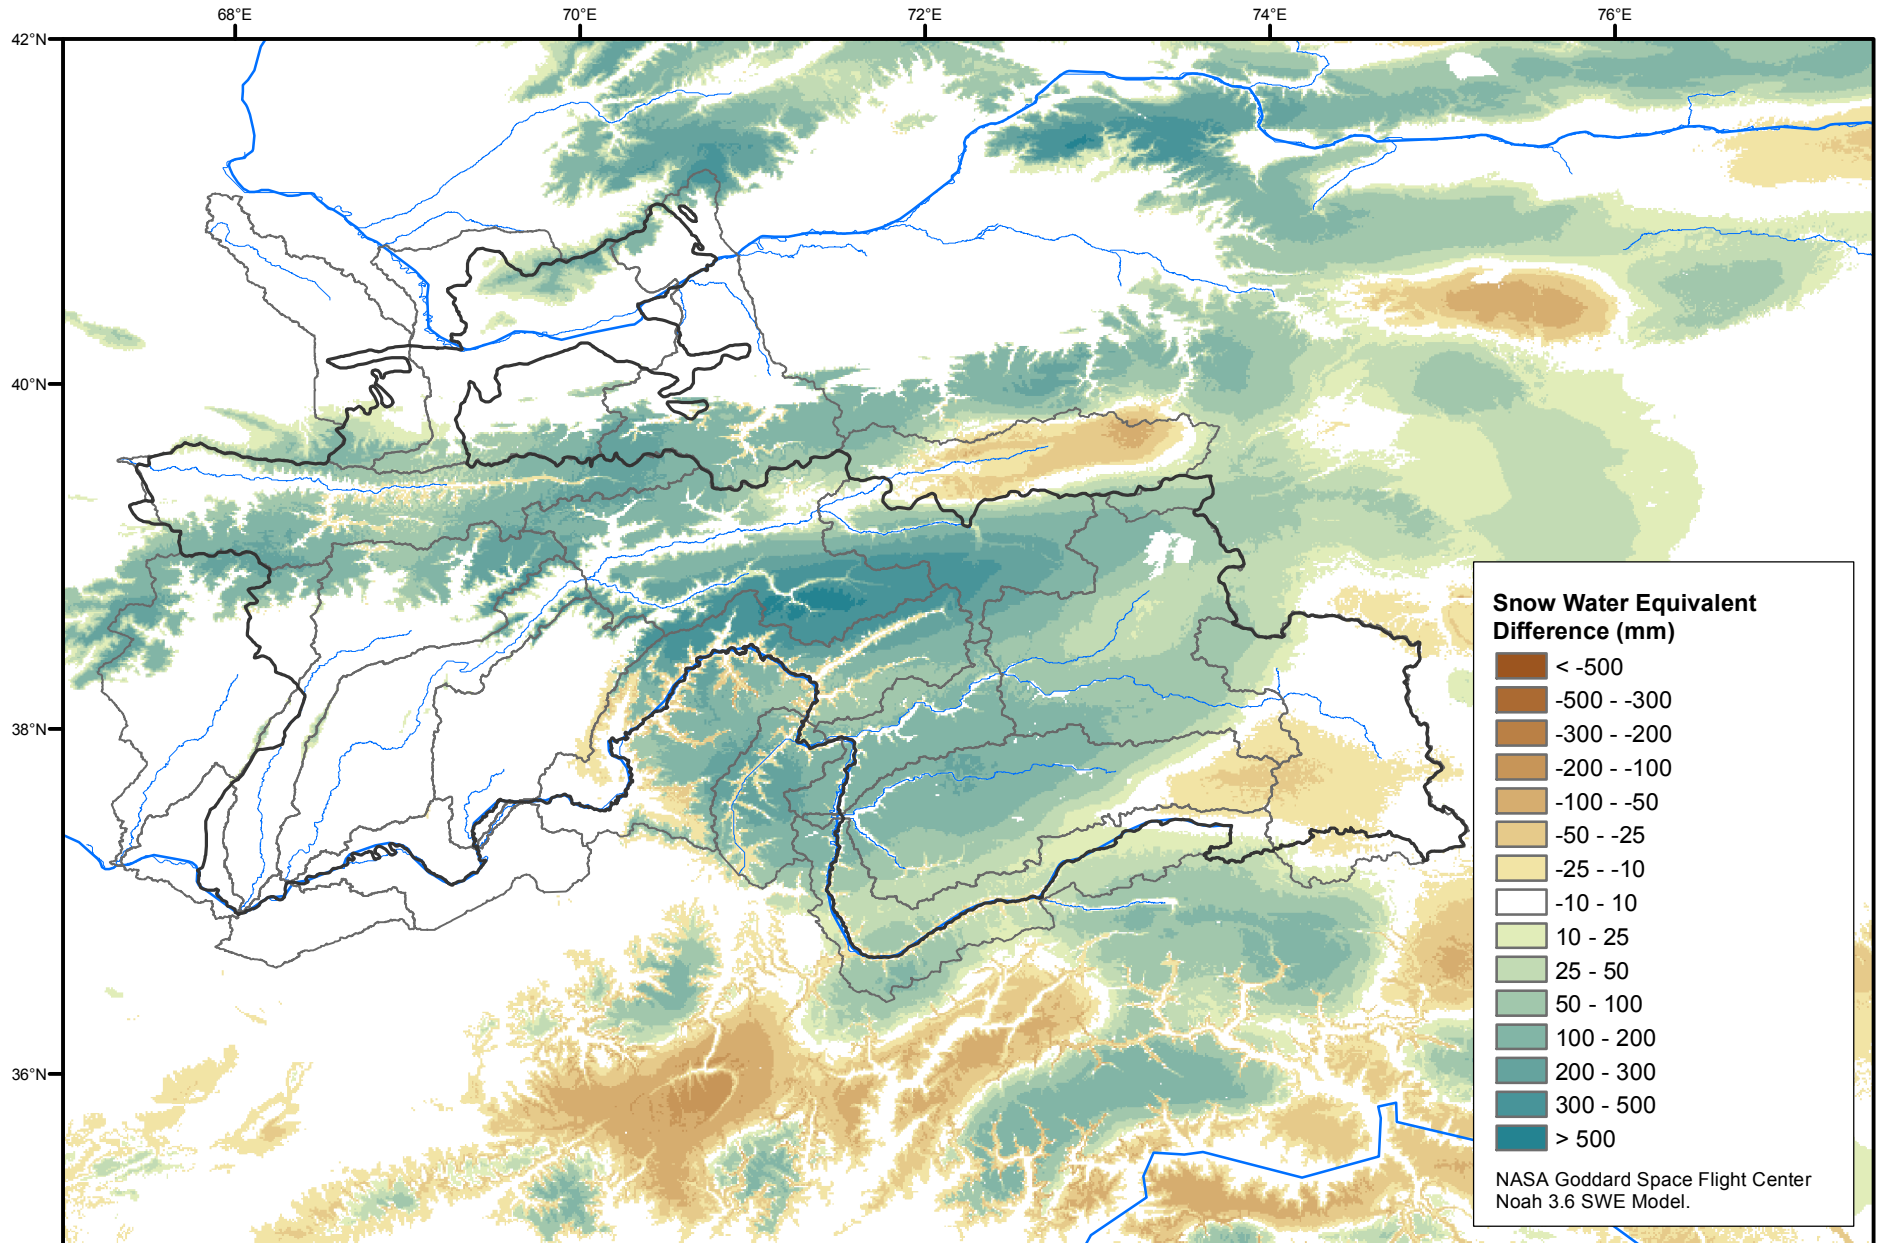 68°E 70°E 72°E 74°E 76°E
42°N
40°N
38°N
36°N
Snow Water Equivalent
Difference (mm)
< -500
-500 - -300
-300 - -200
-200 - -100
-100 - -50
-50 - -25
-25 - -10
-10 - 10
10 - 25
25 - 50
50 - 100
100 - 200
200 - 300
300 - 500
> 500
NASA Goddard Space Flight Center
Noah 3.6 SWE Model.